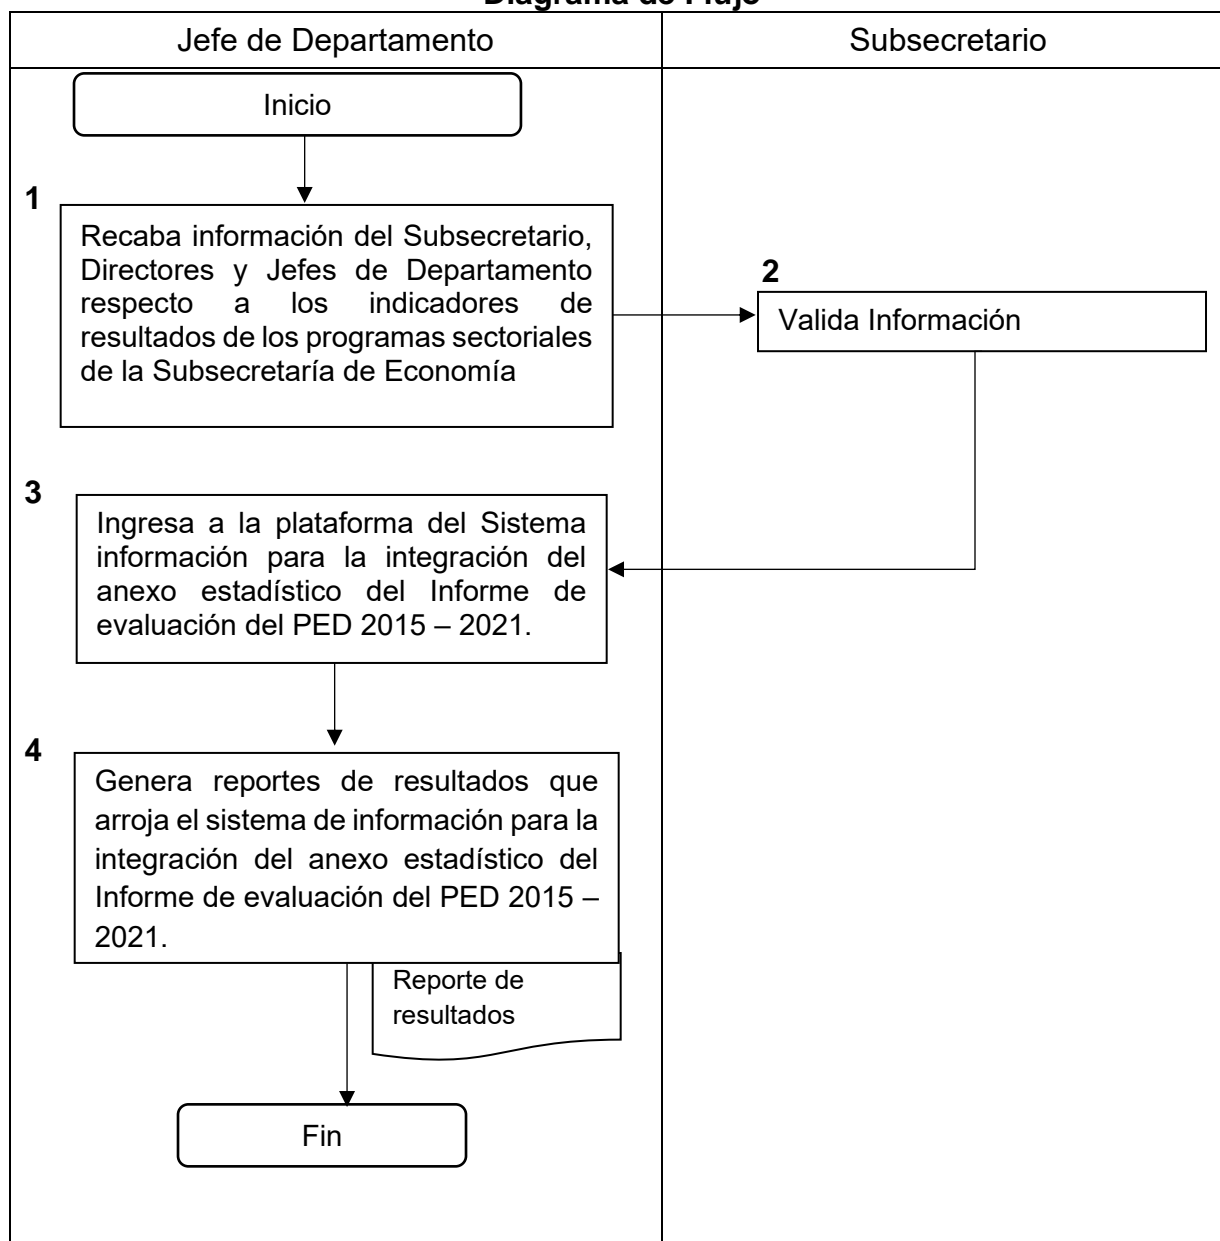 Diagrama de Flujo
Jefe de Departamento
Subsecretario
Inicio
1
Recaba información del Subsecretario,
Directores y Jefes de Departamento
respecto a los indicadores de
resultados de los programas sectoriales
de la Subsecretaría de Economía
2
Valida Información
3
Ingresa a la plataforma del Sistema
información para la integración del
anexo estadístico del Informe de
evaluación del PED 2015 – 2021.
4
Genera reportes de resultados que
arroja el sistema de información para la
integración del anexo estadístico del
Informe de evaluación del PED 2015 –
2021.
Reporte de
resultados
Fin